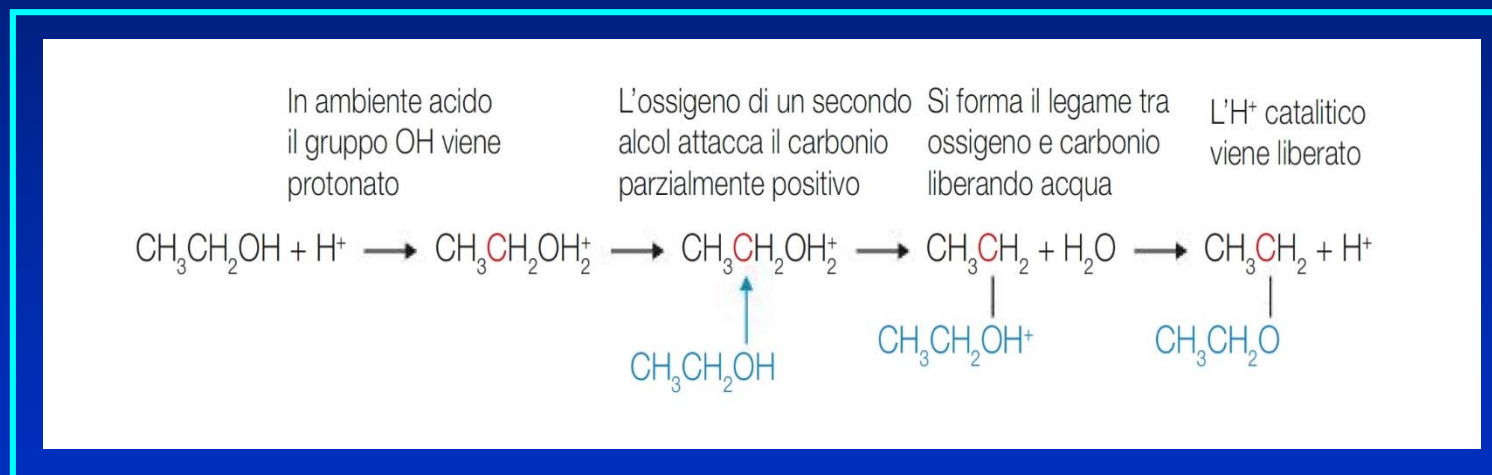 In ambiente acido
il gruppo OH viene
protonato
L'ossigeno di un secondo
alcol attacca il carbonio
parzialmente positivo
Si forma il legame tra
ossigeno e carbonio
liberando acqua
L'H⁺ catalitico
viene liberato
CH₃CH₂OH + H⁺ ⟶ CH₃CH₂OH₂⁺ ⟶ CH₃CH₂OH₂⁺ ⟶ CH₃CH₂ + H₂O ⟶ CH₃CH₂ + H⁺
CH₃CH₂OH
CH₃CH₂OH⁺
CH₃CH₂O